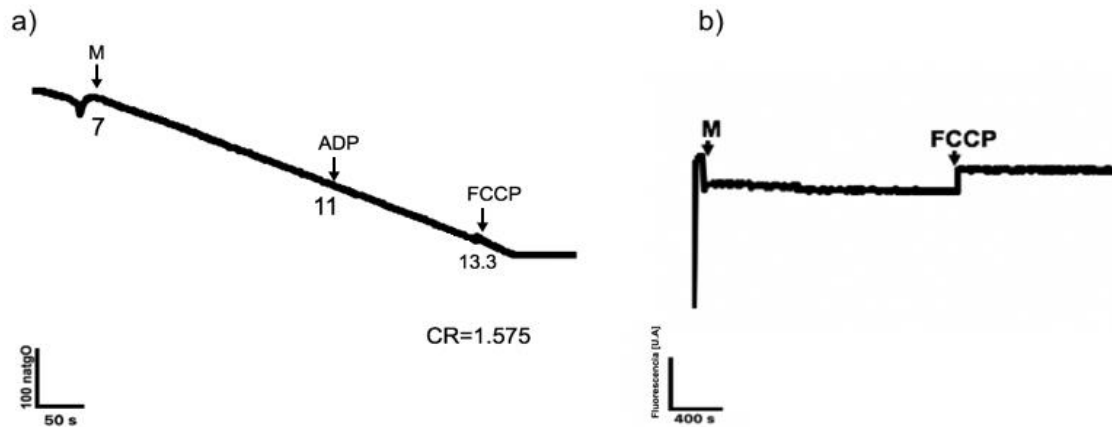 a)
M
7
ADP
11
FCCP
13.3
CR=1.575
100 natgO
50 s
b)
M
FCCP
Fluorescencia [U.A]
400 s